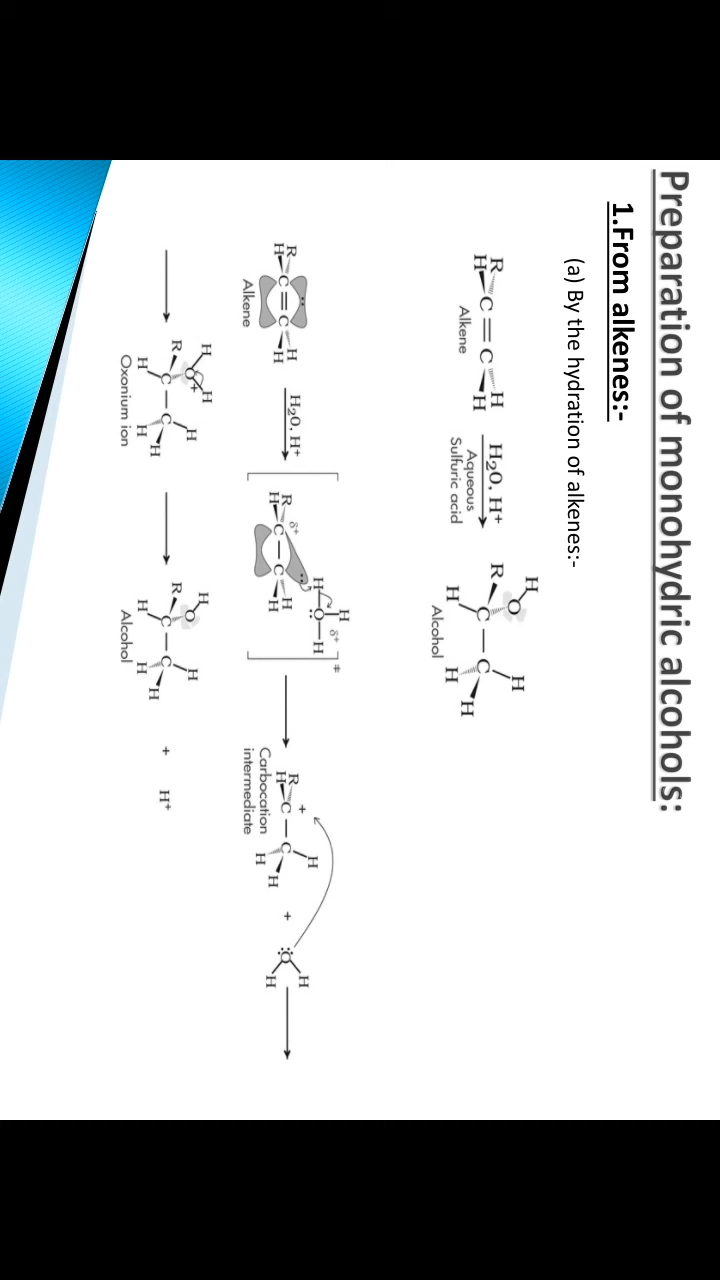 Preparation of monohydric alcohols:
1.From alkenes:-
(a) By the hydration of alkenes:-
R H C = C H H
Alkene
H₂O, H⁺
Aqueous
Sulfuric acid
H O R H C — C H H H
Alcohol
R H C = C H H
Alkene
H₂O, H⁺
[ R H δ+ C — C H H H H O — H δ+ ] ‡
R H C + — C H H H
Carbocation
intermediate
+
:O H H
H H O + R H C — C H H H
Oxonium ion
H O R H C — C H H H
Alcohol
+ H⁺